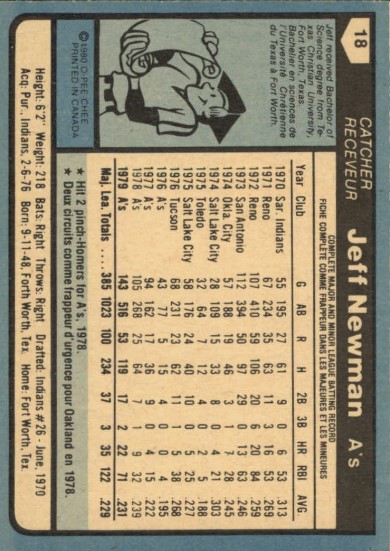 18
CATCHER
RECEVEUR
Jeff Newman A's
Jeff received Bachelor of
Science degree from Te-
xas Christian University,
Fort Worth, Texas.
Bachelier en sciences de
l'Université Chrétienne
du Texas à Fort Worth.
©1980 O-PEE CHEE
PRINTED IN CANADA
COMPLETE MAJOR AND MINOR LEAGUE BATTING RECORD
FICHE COMPLÈTE COMME FRAPPEUR DANS LES MAJEURES ET LES MINEURES
Year Club G AB R H 2B 3B HR RBI AVG
1970 Sar. Indians 55 195 27 61 9 0 6 53 .313
1971 Reno 67 234 35 63 11 3 16 53 .269
1972 Reno 107 410 59 106 20 6 20 84 .259
1973 San Antonio 112 394 50 97 29 0 13 63 .246
1974 Okla. City 57 188 19 46 3 1 7 28 .245
1974 Salt Lake City 28 109 15 33 8 0 4 21 .303
1975 Toledo 32 64 7 12 4 0 2 5 .188
1975 Salt Lake City 58 176 24 40 10 1 5 25 .227
1976 Tucson 68 231 23 62 11 1 5 38 .268
1976 A's 43 77 5 15 4 0 0 4 .195
1977 A's 94 162 17 36 9 0 4 15 .222
1978 A's 105 268 25 64 7 1 9 32 .239
1979 A's 143 516 53 119 17 2 22 71 .231
Maj. Lea. Totals .... 385 1023 100 234 37 3 35 122 .229
★ Hit 2 pinch-Homers for A's, 1978.
★ Deux circuits comme frappeur d'urgence pour Oakland en 1978.
Height: 6'2" Weight: 218 Bats: Right Throws: Right Drafted: Indians #26 - June, 1970
Acq: Pur., Indians, 2-6-76 Born: 9-11-48, Forth Worth, Tex. Home: Fort Worth, Tex.